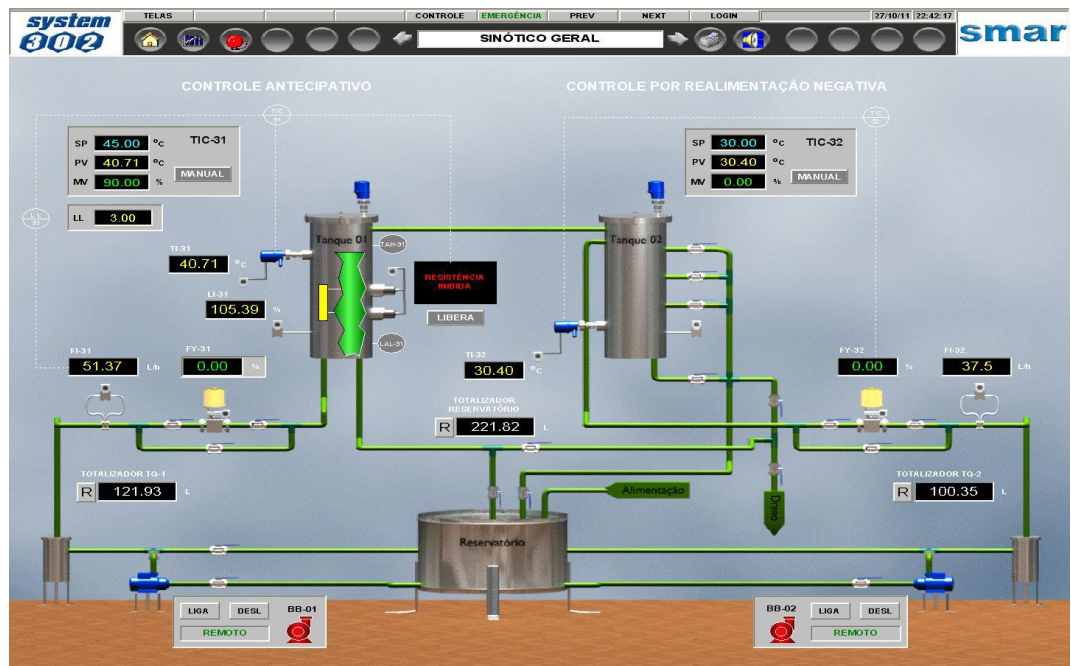 system
302
TELAS
CONTROLE
EMERGÊNCIA
PREV
NEXT
LOGIN
27/10/11 22:42:17
SINÓTICO GERAL
smar
CONTROLE ANTECIPATIVO
CONTROLE POR REALIMENTAÇÃO NEGATIVA
TIC
31
SP 45.00 ºC TIC-31
PV 40.71 ºC
MV 90.00 % MANUAL
LL 3.00
LL
31
TIC
SP 30.00 ºC TIC-32
PV 30.40 ºC
MV 0.00 % MANUAL
Tanque 01
TAH-31
Tanque 02
TI-31
40.71 ºC
RESISTÊNCIA
INIBIDA
LIBERA
LI-31
105.39 %
LAL-31
FI-31
51.37 L/h
FY-31
0.00 %
TI-32
30.40 ºC
FY-32
0.00 %
FI-32
37.5 L/h
TOTALIZADOR
RESERVATÓRIO
R 221.82 L
TOTALIZADOR TQ-1
R 121.93 L
TOTALIZADOR TQ-2
R 100.35 L
Alimentação
Dreno
Reservatório
LIGA DESL BB-01
REMOTO
BB-02 LIGA DESL
REMOTO